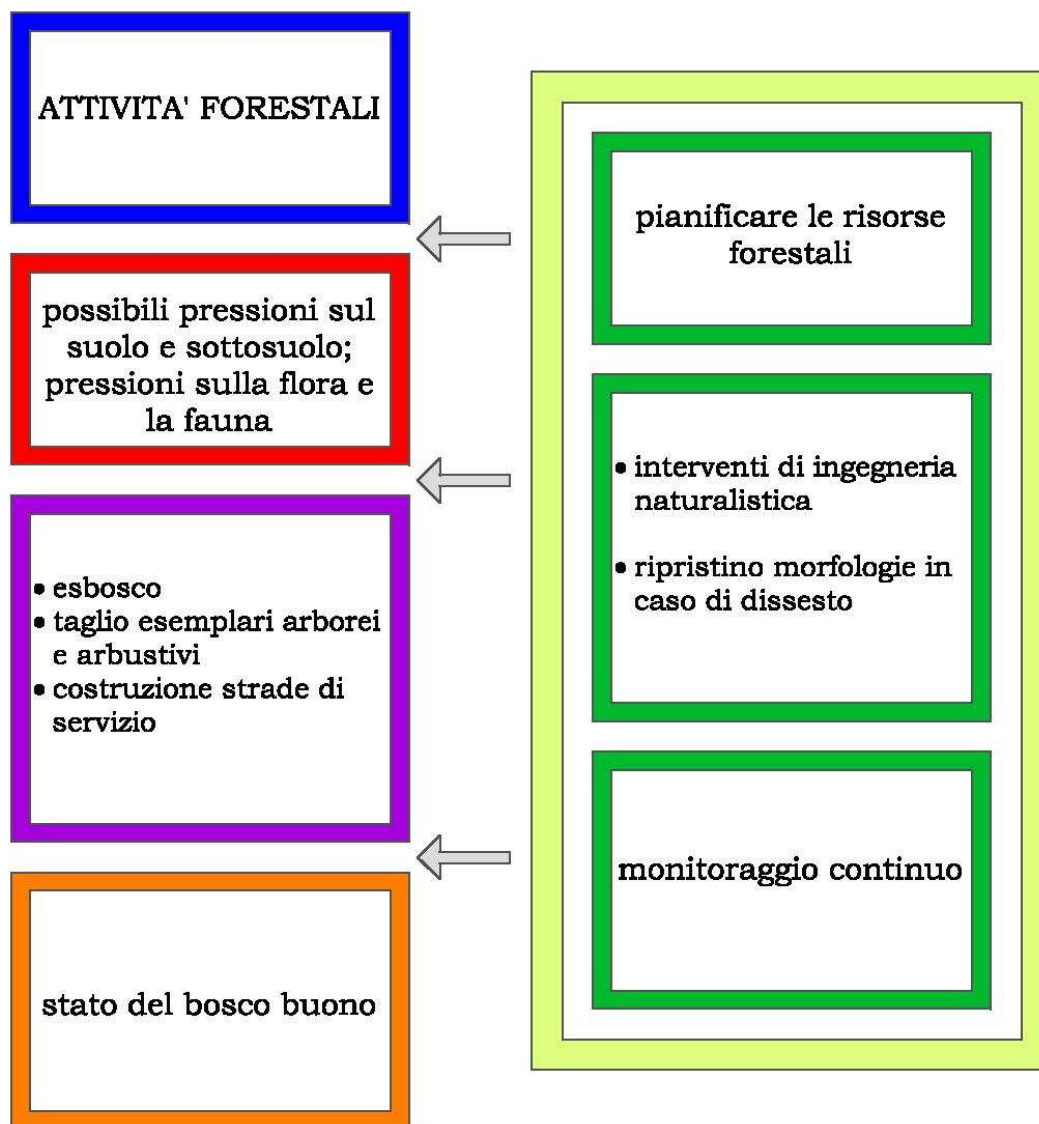 ATTIVITA' FORESTALI
possibili pressioni sul
suolo e sottosuolo;
pressioni sulla flora e
la fauna
• esbosco
• taglio esemplari arborei
e arbustivi
• costruzione strade di
servizio
stato del bosco buono
pianificare le risorse
forestali
• interventi di ingegneria
naturalistica
• ripristino morfologie in
caso di dissesto
monitoraggio continuo